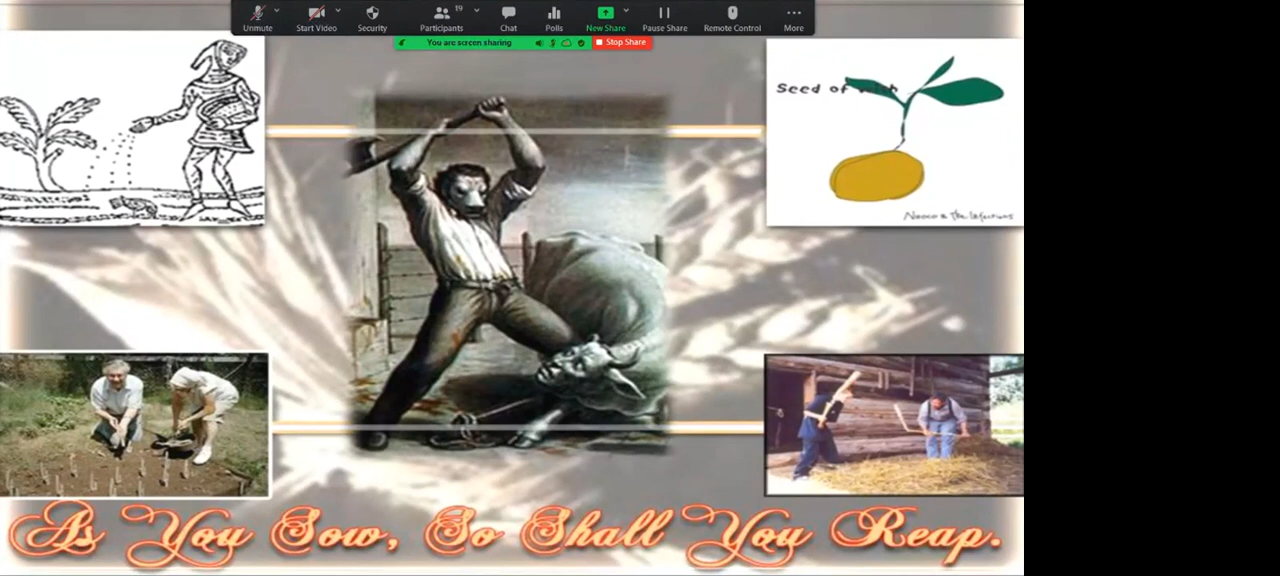 19
Unmute
Start Video
Security
Participants
Chat
Polls
New Share
Pause Share
Remote Control
More
You are screen sharing
Stop Share
Seed of
As You Sow, So Shall You Reap.